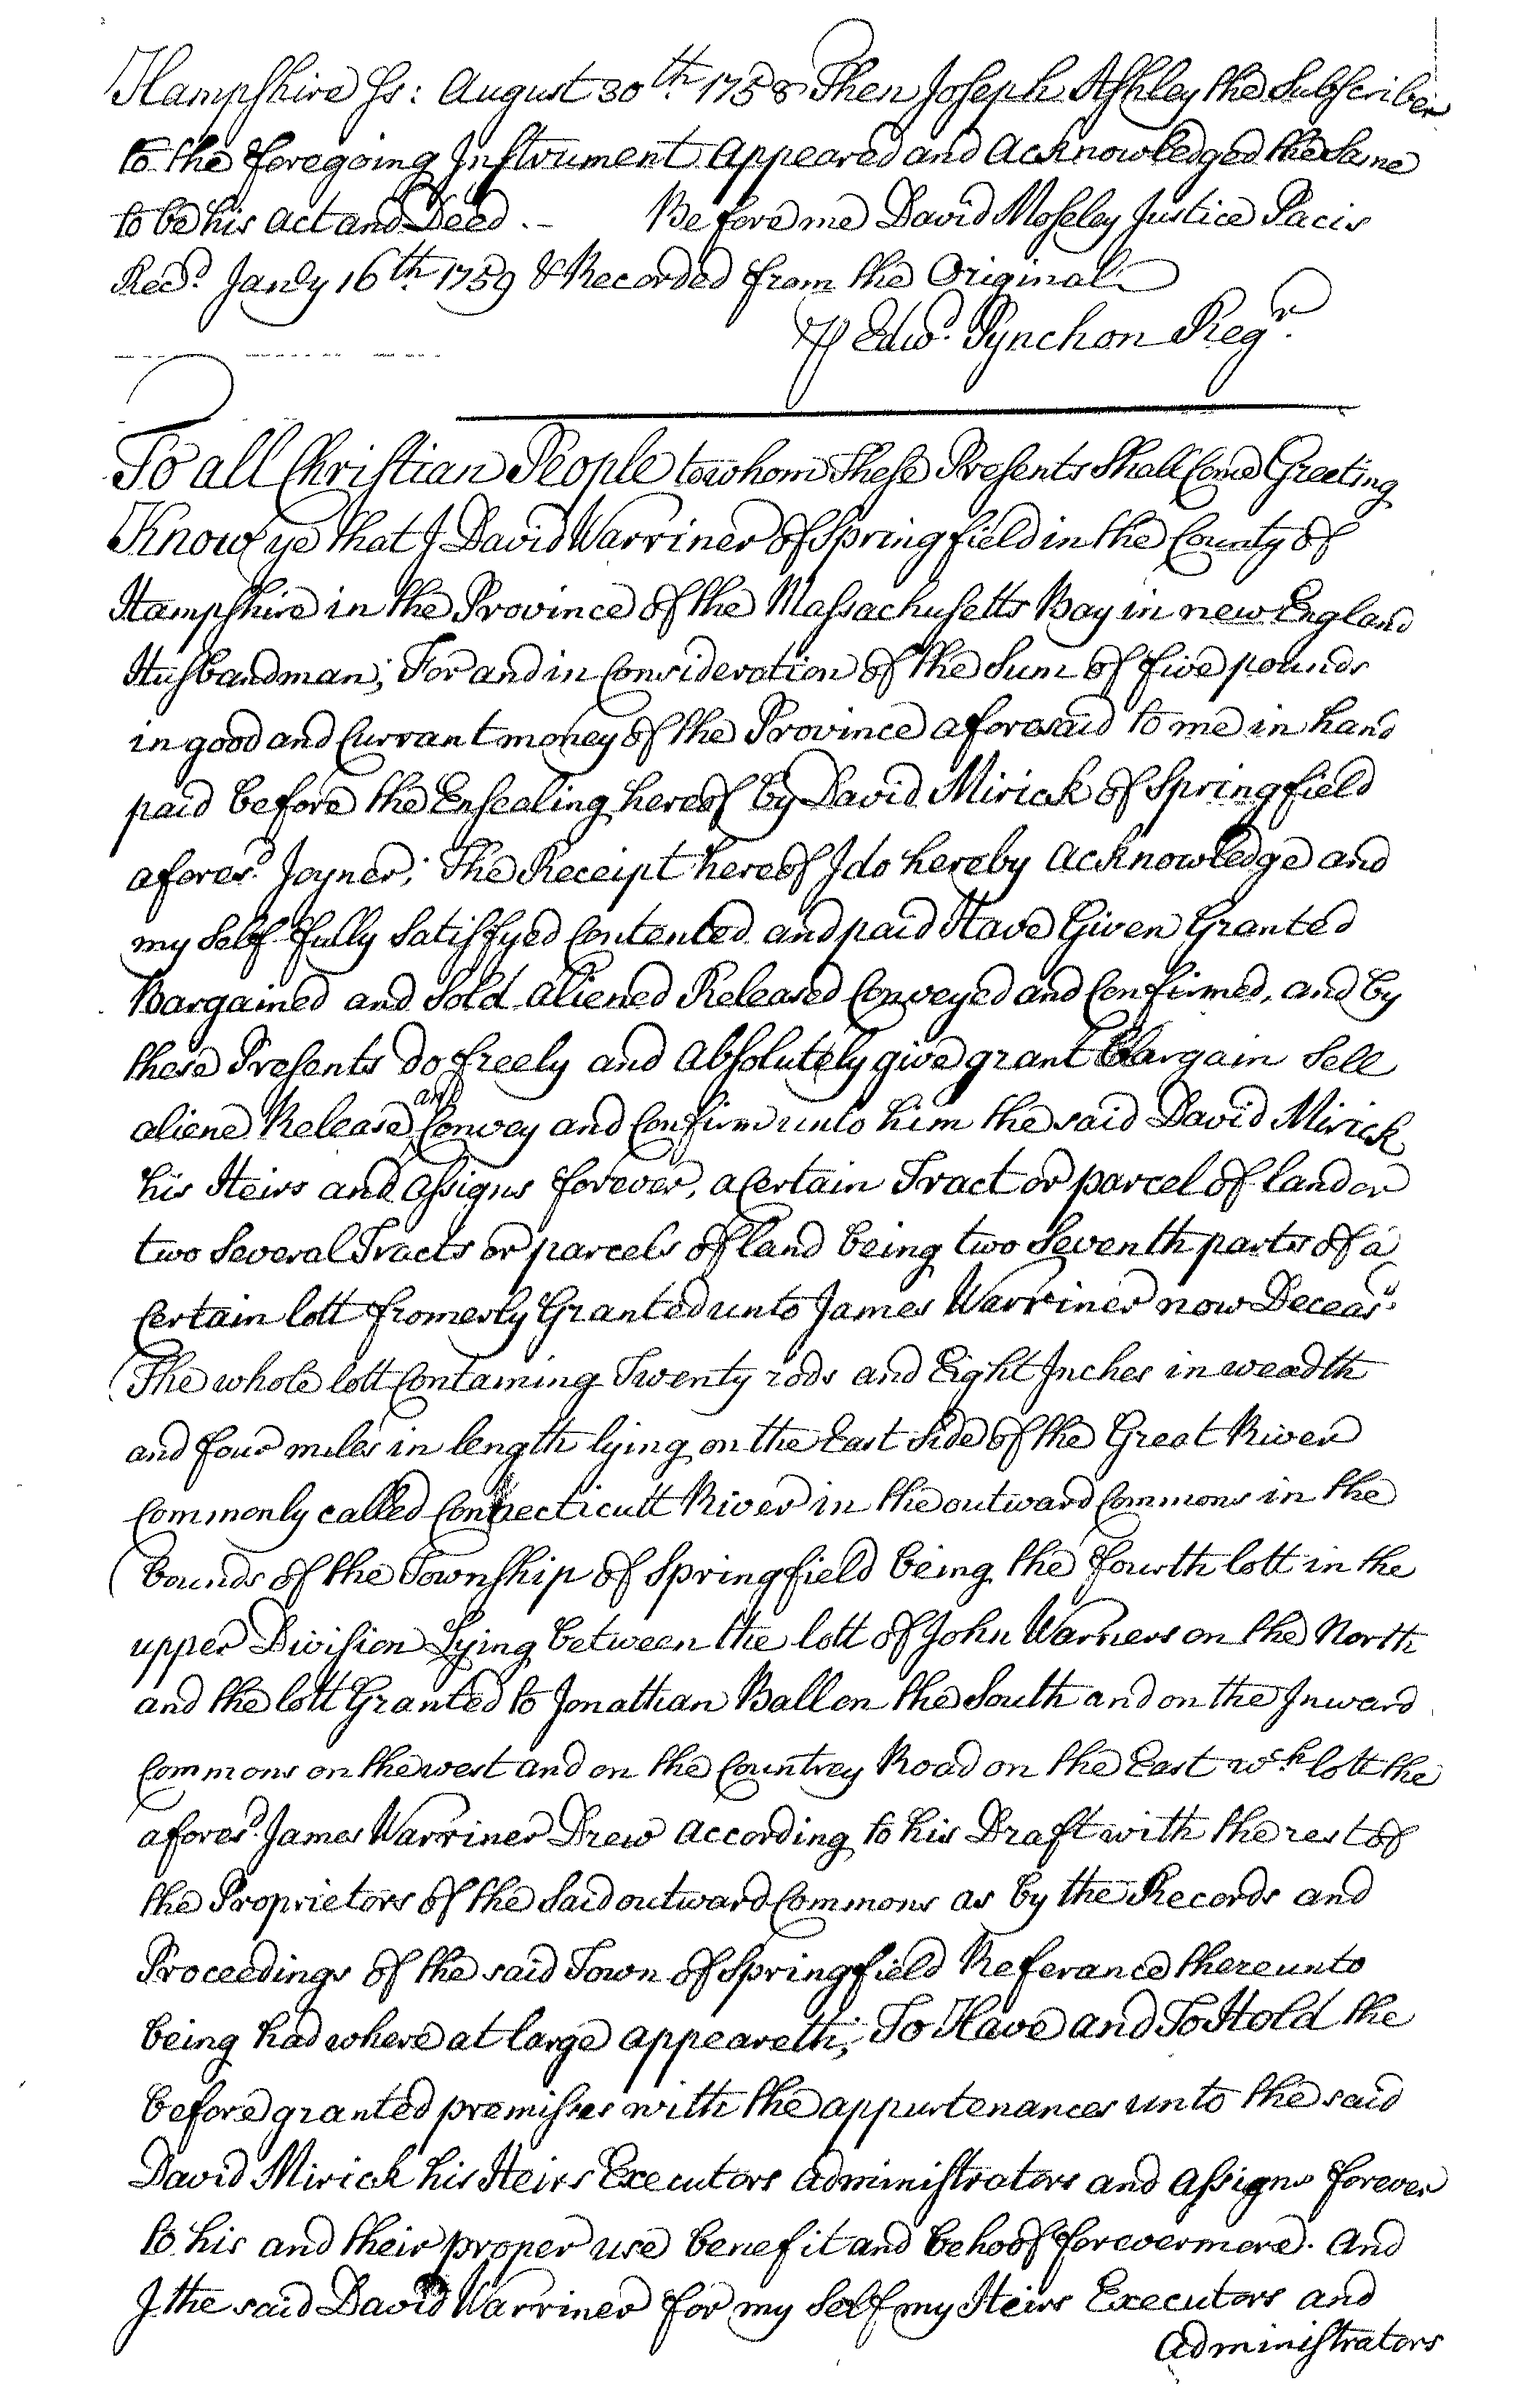 Hampshire Ss: August 30th. 1758 Then Joseph Ashley the Subscriber
to the foregoing Instrument Appeared and Acknowledged the Same
to be his Act and Deed.– Before me David Moseley Justice Pacis
Recd. Janry 16th. 1759 & Recorded from the Original
℔ Edwd. Pynchon Regr.
To all Christian People to whom These Presents Shall Come Greeting
Know ye that I David Warriner of Springfield in the County of
Hampshire in the Province of the Massachusetts Bay in new England
Husbandman; For and in Consideration of the Sum of five pounds
in good and Currant money of the Province aforesaid to me in hand
paid before the Ensealing hereof by David Mirick of Springfield
afores.d Joyner; The Receipt hereof I do hereby Acknowledge and
my Self fully Satisfyed Contented and paid Have Given Granted
Bargained and Sold Aliened Released Conveyed and Confirmed, and by
these Presents do freely and Absolutely give grant Bargain Sell
aliene Release and Convey and Confirm unto him the said David Mirick
his Heirs and Assigns forever, a Certain Tract or parcel of land or
two Several Tracts or parcels of land being two Seventh parts of a
Certain lott fromerly Granted unto James Warriner now Deceasd.
(The whole lott Containing Twenty rods and Eight Inches in weadth
and four miles in length lying on the East Side of the Great River
Commonly called Connecticutt River in the outward Commons in the
(bounds of the Township of Springfield being the fourth lott in the
upper Division Lying between the lott of John Warners on the North
and the lott Granted to Jonathan Ball on the South and on the Inward
Commons on the west and on the Countrey Road on the East wch. lott the
afores.d James Warriner Drew according to his Draft with the rest of
the Proprietors of the Said outward Commons as by the Records and
Proceedings of the said Town of Springfield Referance thereunto
being had where at large appeareth; To Have and To Hold the
before granted premisses with the appurtenances unto the said
David Mirick his Heirs Executors Administrators and Assigns forever
to his and their proper use benefit and behoof forevermore. And
I the said David Warriner for my Self my Heirs Executors and
Administrators